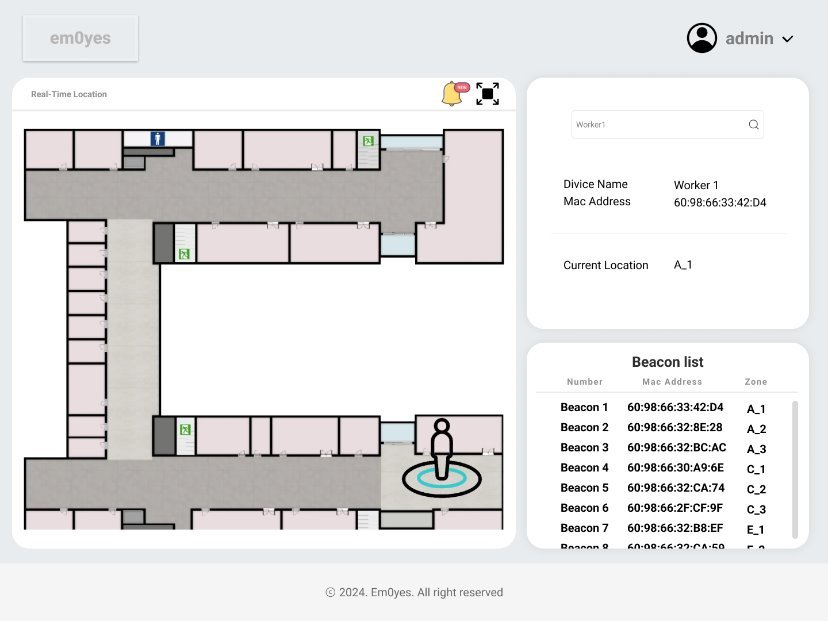 em0yes
admin
Real-Time Location
NEW
Worker1
Divice Name Worker 1
Mac Address 60:98:66:33:42:D4
Current Location A_1
Beacon list
Number Mac Address Zone
Beacon 1 60:98:66:33:42:D4 A_1
Beacon 2 60:98:66:32:8E:28 A_2
Beacon 3 60:98:66:32:BC:AC A_3
Beacon 4 60:98:66:30:A9:6E C_1
Beacon 5 60:98:66:32:CA:74 C_2
Beacon 6 60:98:66:2F:CF:9F C_3
Beacon 7 60:98:66:32:B8:EF E_1
Beacon 8 60:98:66:32:CA:59
© 2024. Em0yes. All right reserved